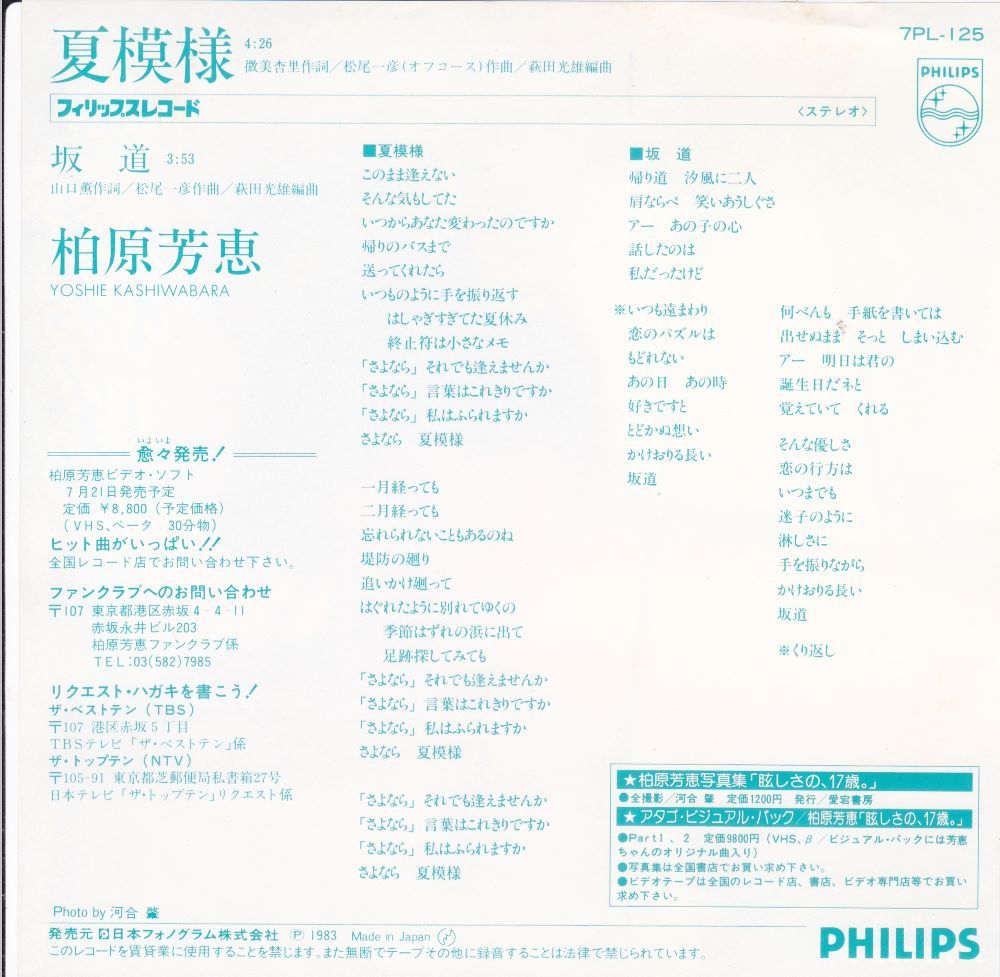 夏模様 4:26
徴美杏里作詞／松尾一彦(オフコース)作曲／萩田光雄編曲
7PL-125
PHILIPS
フィリップスレコード
〈ステレオ〉
坂道 3:53
山口薫作詞／松尾一彦作曲／萩田光雄編曲
柏原芳恵
YOSHIE KASHIWABARA
いよいよ
愈々発売！
柏原芳恵ビデオ・ソフト
7月21日発売予定
定価 ￥8,800（予定価格）
（VHS、ベータ 30分物）
ヒット曲がいっぱい!!
全国レコード店でお問い合わせ下さい。
ファンクラブへのお問い合わせ
〒107 東京都港区赤坂4-4-11
赤坂永井ビル203
柏原芳恵ファンクラブ係
TEL:03(582)7985
リクエスト・ハガキを書こう！
ザ・ベストテン（TBS）
〒107 港区赤坂5丁目
TBSテレビ「ザ・ベストテン」係
ザ・トップテン（NTV）
〒105-91 東京都芝郵便局私書箱27号
日本テレビ「ザ・トップテン」リクエスト係
■夏模様
このまま逢えない
そんな気もしてた
いつからあなた変わったのですか
帰りのバスまで
送ってくれたら
いつものように手を振り返す
はしゃぎすぎてた夏休み
終止符は小さなメモ
「さよなら」それでも逢えませんか
「さよなら」言葉はこれきりですか
「さよなら」私はふられますか
さよなら 夏模様
一月経っても
二月経っても
忘れられないこともあるのね
堤防の廻り
追いかけ廻って
はぐれたように別れてゆくの
季節はずれの浜に出て
足跡探してみても
「さよなら」それでも逢えませんか
「さよなら」言葉はこれきりですか
「さよなら」私はふられますか
さよなら 夏模様
「さよなら」それでも逢えませんか
「さよなら」言葉はこれきりですか
「さよなら」私はふられますか
さよなら 夏模様
■坂 道
帰り道 汐風に二人
肩ならべ 笑いあうしぐさ
アー あの子の心
話したのは
私だったけど
※いつも遠まわり
恋のパズルは
もどれない
あの日 あの時
好きですと
とどかぬ想い
かけおりる長い
坂道
何べんも 手紙を書いては
出せぬまま そっと しまい込む
アー 明日は君の
誕生日だネと
覚えていて くれる
そんな優しさ
恋の行方は
いつまでも
迷子のように
淋しさに
手を振りながら
かけおりる長い
坂道
※くり返し
★柏原芳恵写真集「眩しさの、17歳。」
●全撮影／河合 肇 定価1200円 発行／愛宕書房
★アタゴ・ビジュアル・パック／柏原芳恵「眩しさの、17歳。」
●Part1、2 定価9800円（VHS、β／ビジュアル・パックには芳恵
ちゃんのオリジナル曲入り）
●写真集は全国書店でお買い求め下さい。
●ビデオテープは全国のレコード店、書店、ビデオ専門店等でお買い
求め下さい。
Photo by 河合 肇
発売元 日本フォノグラム株式会社 Ⓟ 1983 Made in Japan
このレコードを賃貸業に使用することを禁じます。また無断でテープその他に録音することは法律で禁じられています。
PHILIPS